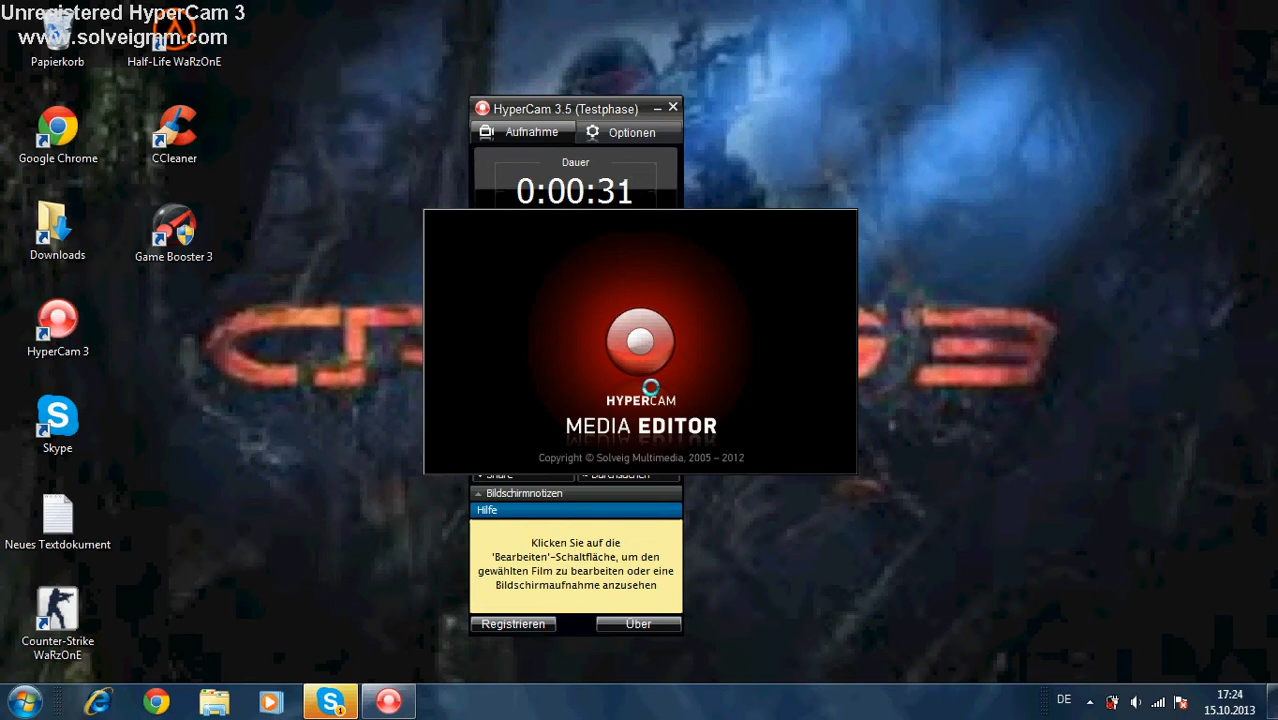 Unregistered HyperCam 3
www.solveigmm.com
Papierkorb
Half-Life WaRzOnE
Google Chrome
CCleaner
Downloads
Game Booster 3
HyperCam 3
Skype
Neues Textdokument
Counter-Strike
WaRzOnE
HyperCam 3.5 (Testphase)
Aufnahme
Optionen
Dauer
0:00:31
HYPERCAM
MEDIA EDITOR
Copyright © Solveig Multimedia, 2005 – 2012
Share
Durchsuchen
Bildschirmnotizen
Hilfe
Klicken Sie auf die
'Bearbeiten'-Schaltfläche, um den
gewählten Film zu bearbeiten oder eine
Bildschirmaufnahme anzusehen
Registrieren
Über
1
DE
17:24
15.10.2013